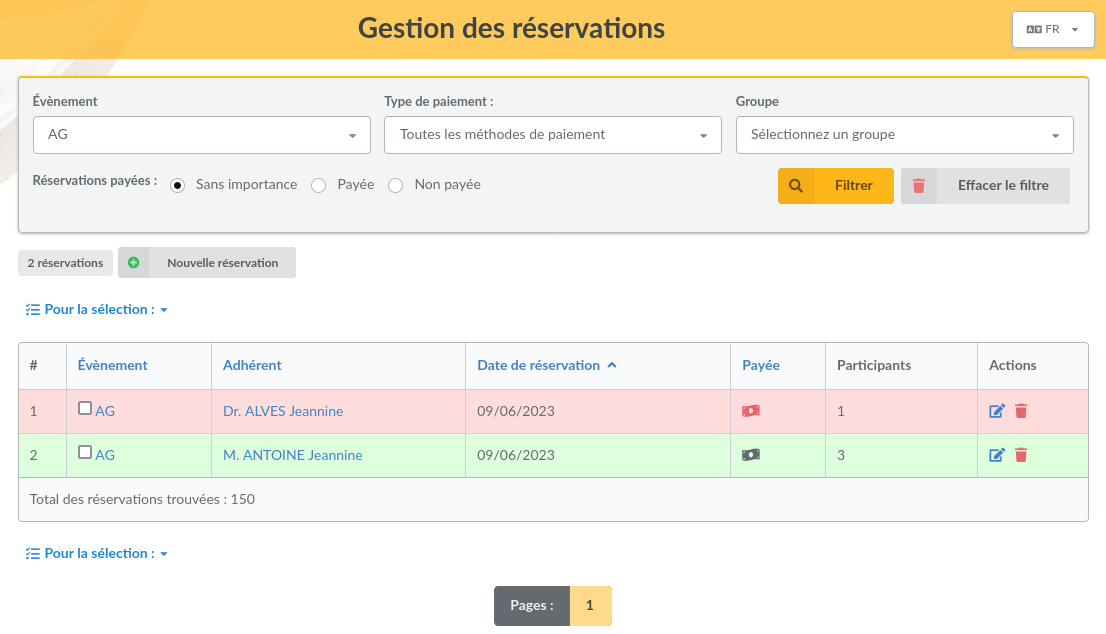 Gestion des réservations
FR
Évènement
Type de paiement :
Groupe
AG
Toutes les méthodes de paiement
Sélectionnez un groupe
Réservations payées :
Sans importance
Payée
Non payée
Filtrer
Effacer le filtre
2 réservations
Nouvelle réservation
Pour la sélection :
# Évènement Adhérent Date de réservation Payée Participants Actions
1 AG Dr. ALVES Jeannine 09/06/2023 1
2 AG M. ANTOINE Jeannine 09/06/2023 3
Total des réservations trouvées : 150
Pour la sélection :
Pages : 1